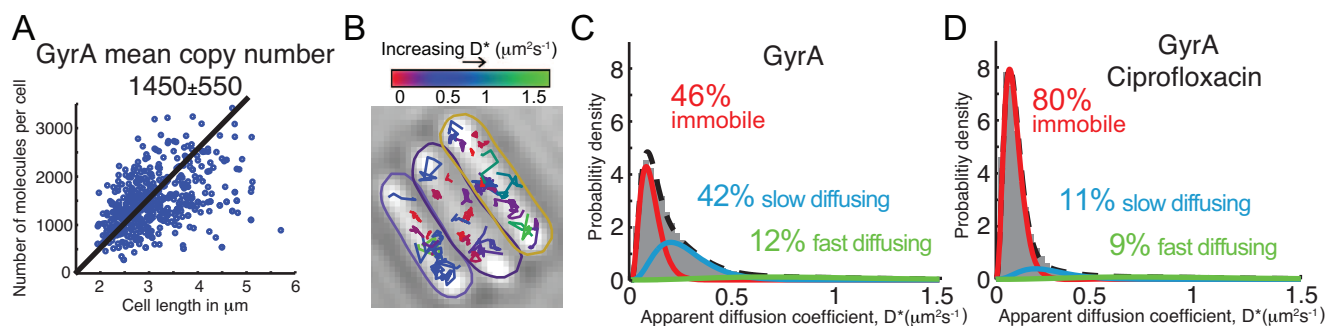 A
GyrA mean copy number
1450±550
Number of molecules per cell
3000
2000
1000
0
2
3
4
5
6
Cell length in μm
B
Increasing D* (μm²s⁻¹)
0
0.5
1
1.5
C
GyrA
Probablitiy density
8
6
4
2
0
46%
immobile
42% slow diffusing
12% fast diffusing
0
0.5
1
1.5
Apparent diffusion coefficient, D*(μm²s⁻¹)
D
GyrA
Ciprofloxacin
Probablitiy density
8
6
4
2
0
80%
immobile
11% slow diffusing
9% fast diffusing
0
0.5
1
1.5
Apparent diffusion coefficient, D*(μm²s⁻¹)